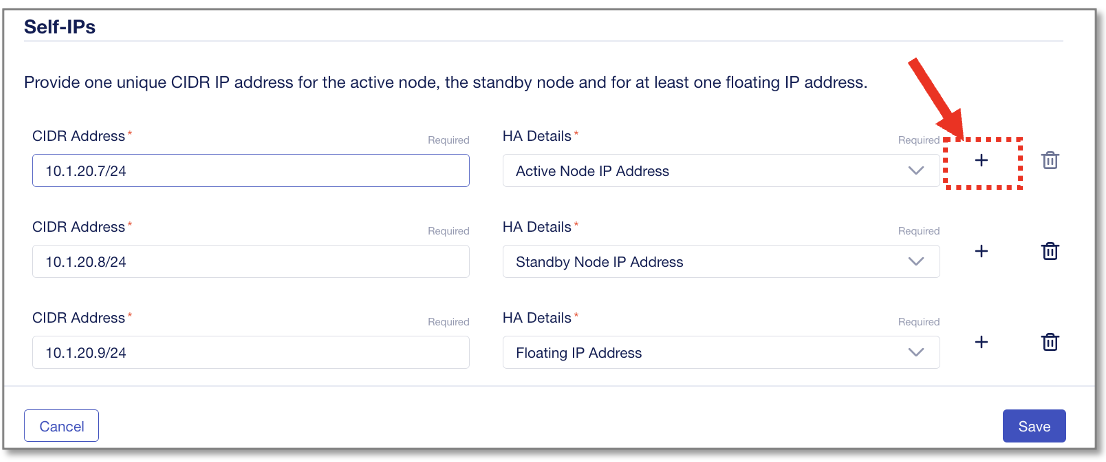 Self-IPs
Provide one unique CIDR IP address for the active node, the standby node and for at least one floating IP address.
CIDR Address* Required HA Details* Required
10.1.20.7/24 Active Node IP Address +
CIDR Address* Required HA Details* Required
10.1.20.8/24 Standby Node IP Address +
CIDR Address* Required HA Details* Required
10.1.20.9/24 Floating IP Address +
Cancel Save